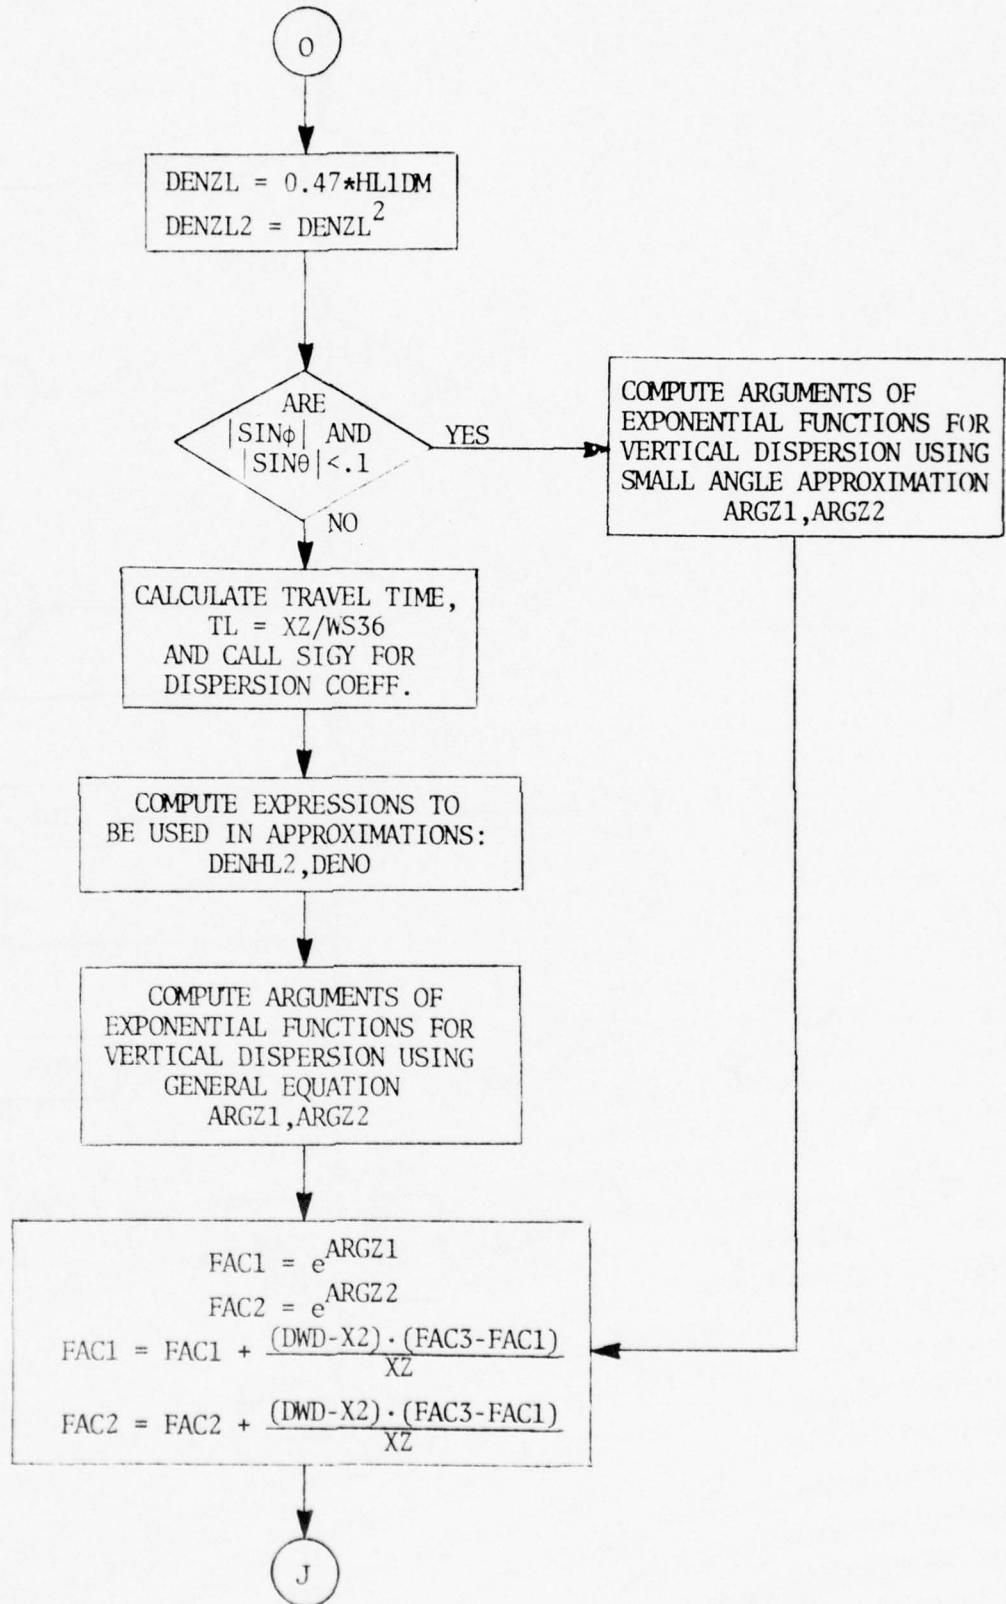 O
DENZL = 0.47*HL1DM
DENZL2 = DENZL²
ARE
|SINφ| AND
|SINθ|<.1
YES
NO
COMPUTE ARGUMENTS OF
EXPONENTIAL FUNCTIONS FOR
VERTICAL DISPERSION USING
SMALL ANGLE APPROXIMATION
ARGZ1,ARGZ2
CALCULATE TRAVEL TIME,
TL = XZ/WS36
AND CALL SIGY FOR
DISPERSION COEFF.
COMPUTE EXPRESSIONS TO
BE USED IN APPROXIMATIONS:
DENHL2,DENO
COMPUTE ARGUMENTS OF
EXPONENTIAL FUNCTIONS FOR
VERTICAL DISPERSION USING
GENERAL EQUATION
ARGZ1,ARGZ2
FAC1 = e^ARGZ1
FAC2 = e^ARGZ2
FAC1 = FAC1 + (DWD-X2)·(FAC3-FAC1)
XZ
FAC2 = FAC2 + (DWD-X2)·(FAC3-FAC1)
XZ
J